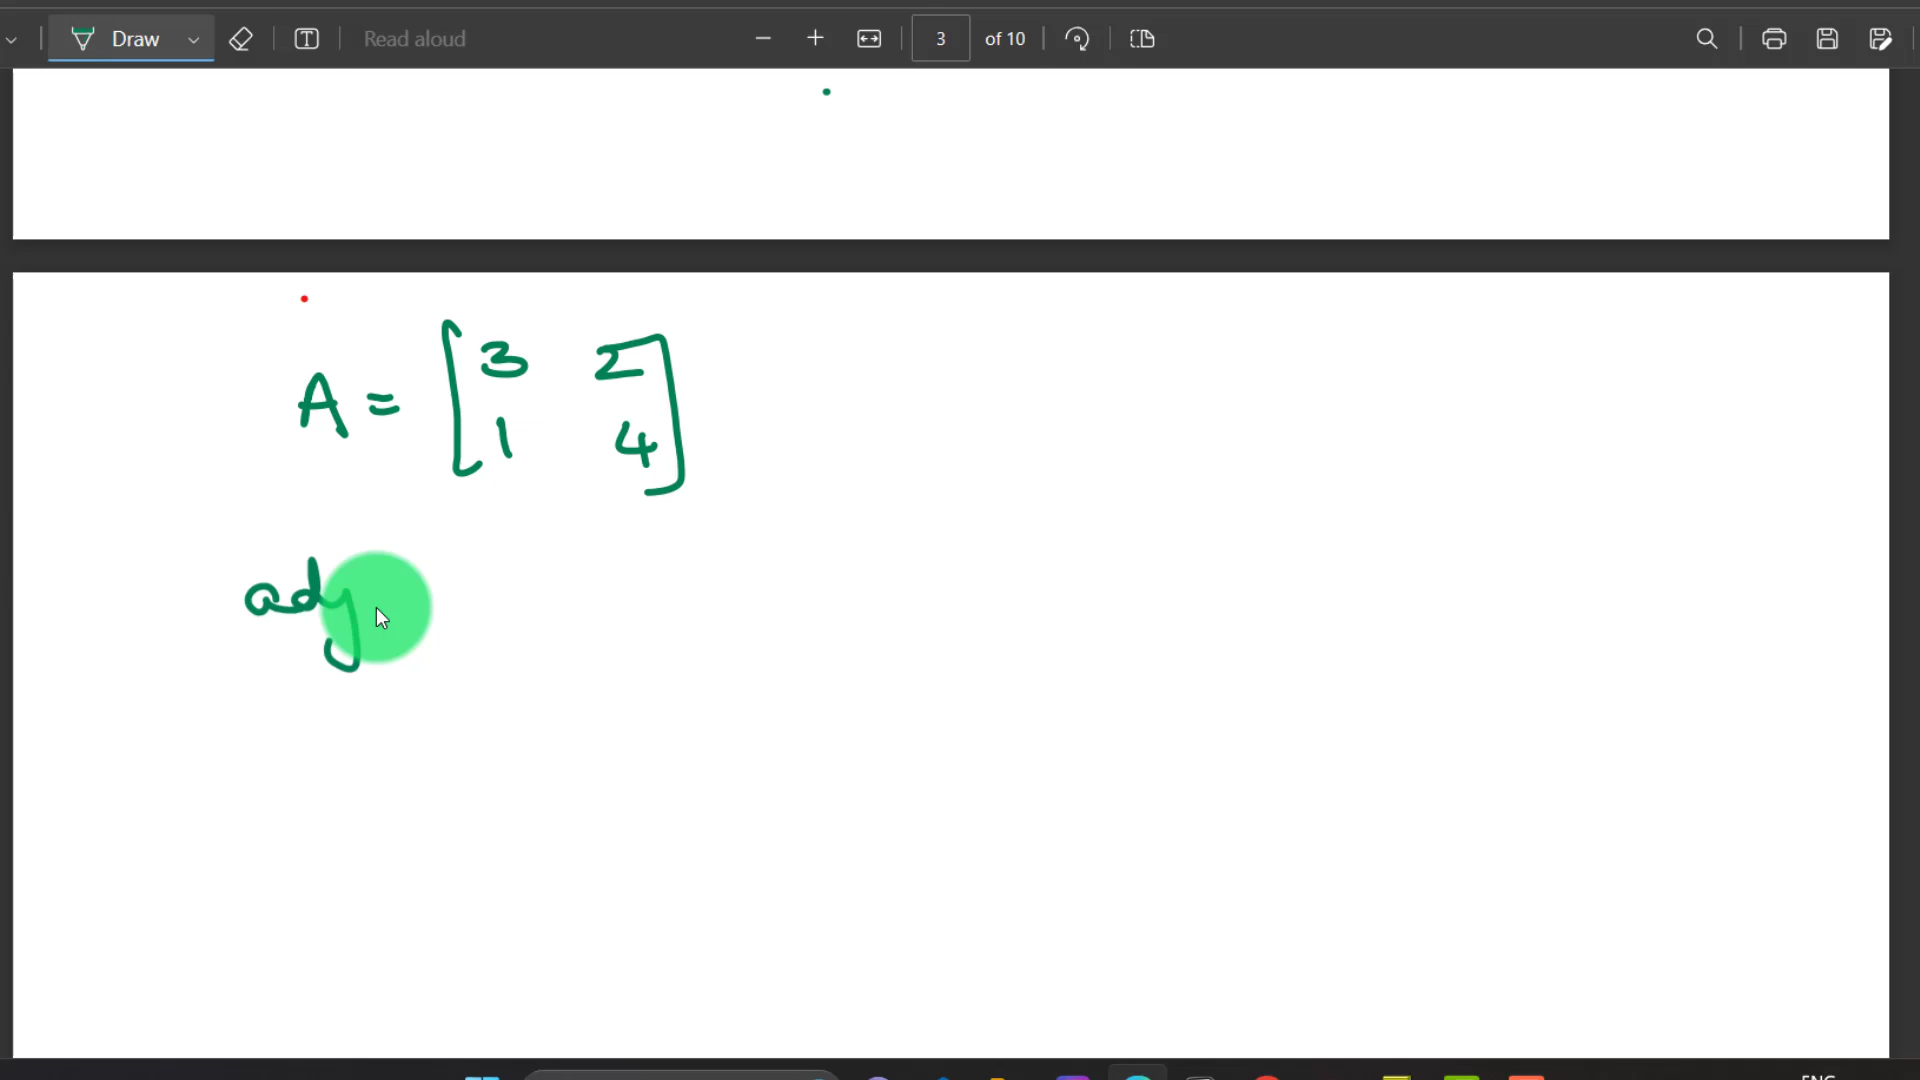 Draw
Read aloud
3 of 10
A = [3 2
1 4]
adj